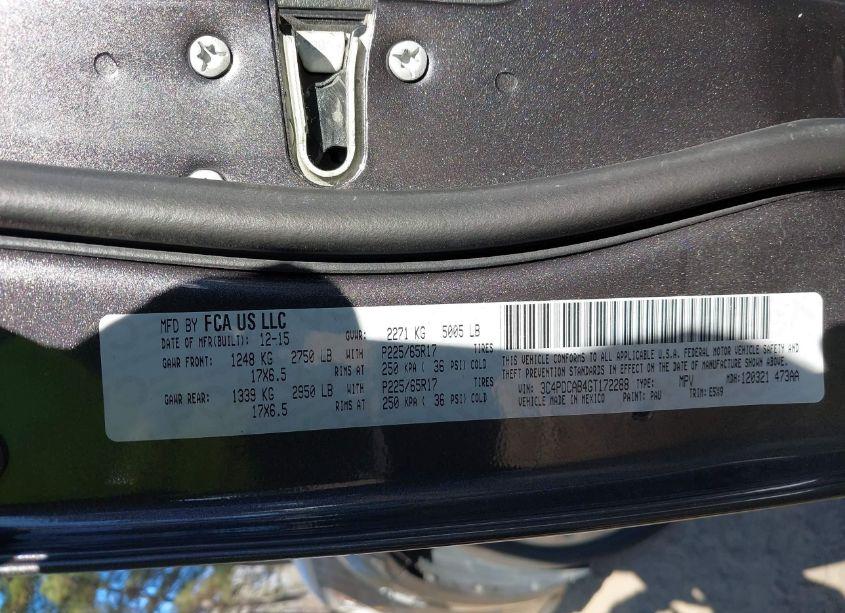 MFD BY FCA US LLC
DATE OF MFR(BUILT): 12-15 GVWR: 2271 KG 5005 LB
GAWR FRONT: 1248 KG 2750 LB WITH P225/65R17 TIRES
17X6.5 RIMS AT 250 KPA ( 36 PSI) COLD
GAWR REAR: 1339 KG 2950 LB WITH P225/65R17 TIRES
17X6.5 RIMS AT 250 KPA ( 36 PSI) COLD
THIS VEHICLE CONFORMS TO ALL APPLICABLE U.S.A. FEDERAL MOTOR VEHICLE SAFETY AND
THEFT PREVENTION STANDARDS IN EFFECT ON THE DATE OF MANUFACTURE SHOWN ABOVE.
VIN: 3C4PDCAB4GT172268 TYPE: MPV MDH: 120321 473AA
VEHICLE MADE IN MEXICO PAINT: PAU TRIM: E5X9